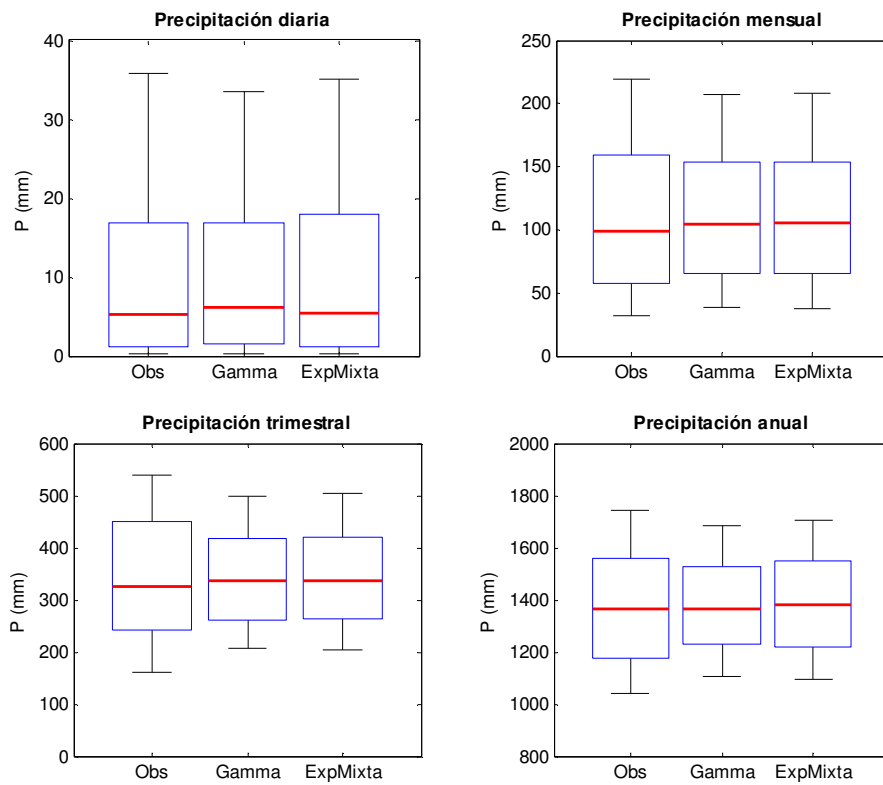 Precipitación diaria
40
30
20
10
0
P (mm)
Obs
Gamma
ExpMixta
Precipitación mensual
250
200
150
100
50
0
P (mm)
Obs
Gamma
ExpMixta
Precipitación trimestral
600
500
400
300
200
100
0
P (mm)
Obs
Gamma
ExpMixta
Precipitación anual
2000
1800
1600
1400
1200
1000
800
P (mm)
Obs
Gamma
ExpMixta